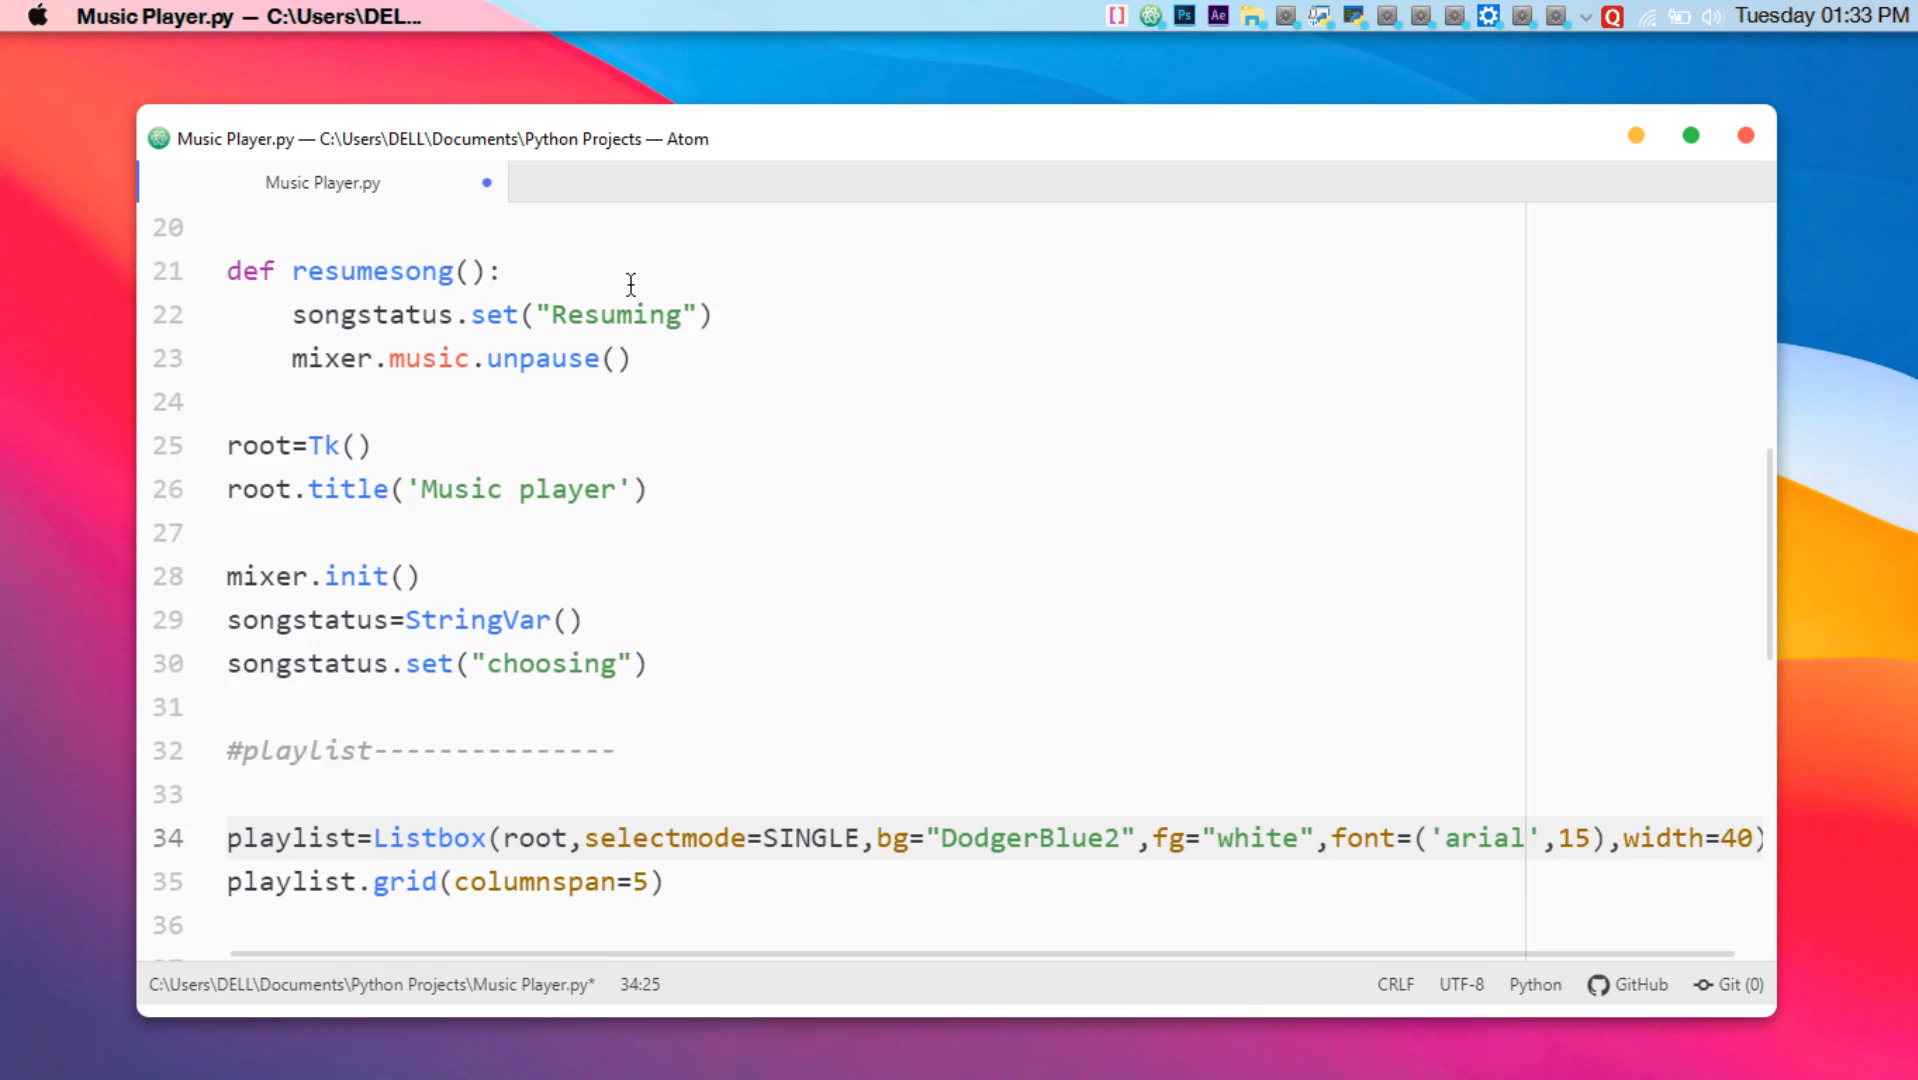 Music Player.py — C:\Users\DEL...
Ps
Ae
Q
Tuesday 01:33 PM
Music Player.py — C:\Users\DELL\Documents\Python Projects — Atom
Music Player.py
20
21 def resumesong():
22 songstatus.set("Resuming")
23 mixer.music.unpause()
24
25 root=Tk()
26 root.title('Music player')
27
28 mixer.init()
29 songstatus=StringVar()
30 songstatus.set("choosing")
31
32 #playlist---------------
33
34 playlist=Listbox(root,selectmode=SINGLE,bg="DodgerBlue2",fg="white",font=('arial',15),width=40)
35 playlist.grid(columnspan=5)
36
C:\Users\DELL\Documents\Python Projects\Music Player.py* 34:25 CRLF UTF-8 Python GitHub Git (0)